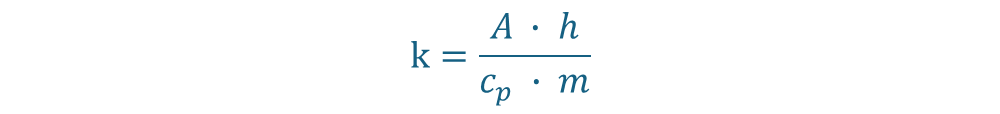 k = A · h / c_p · m